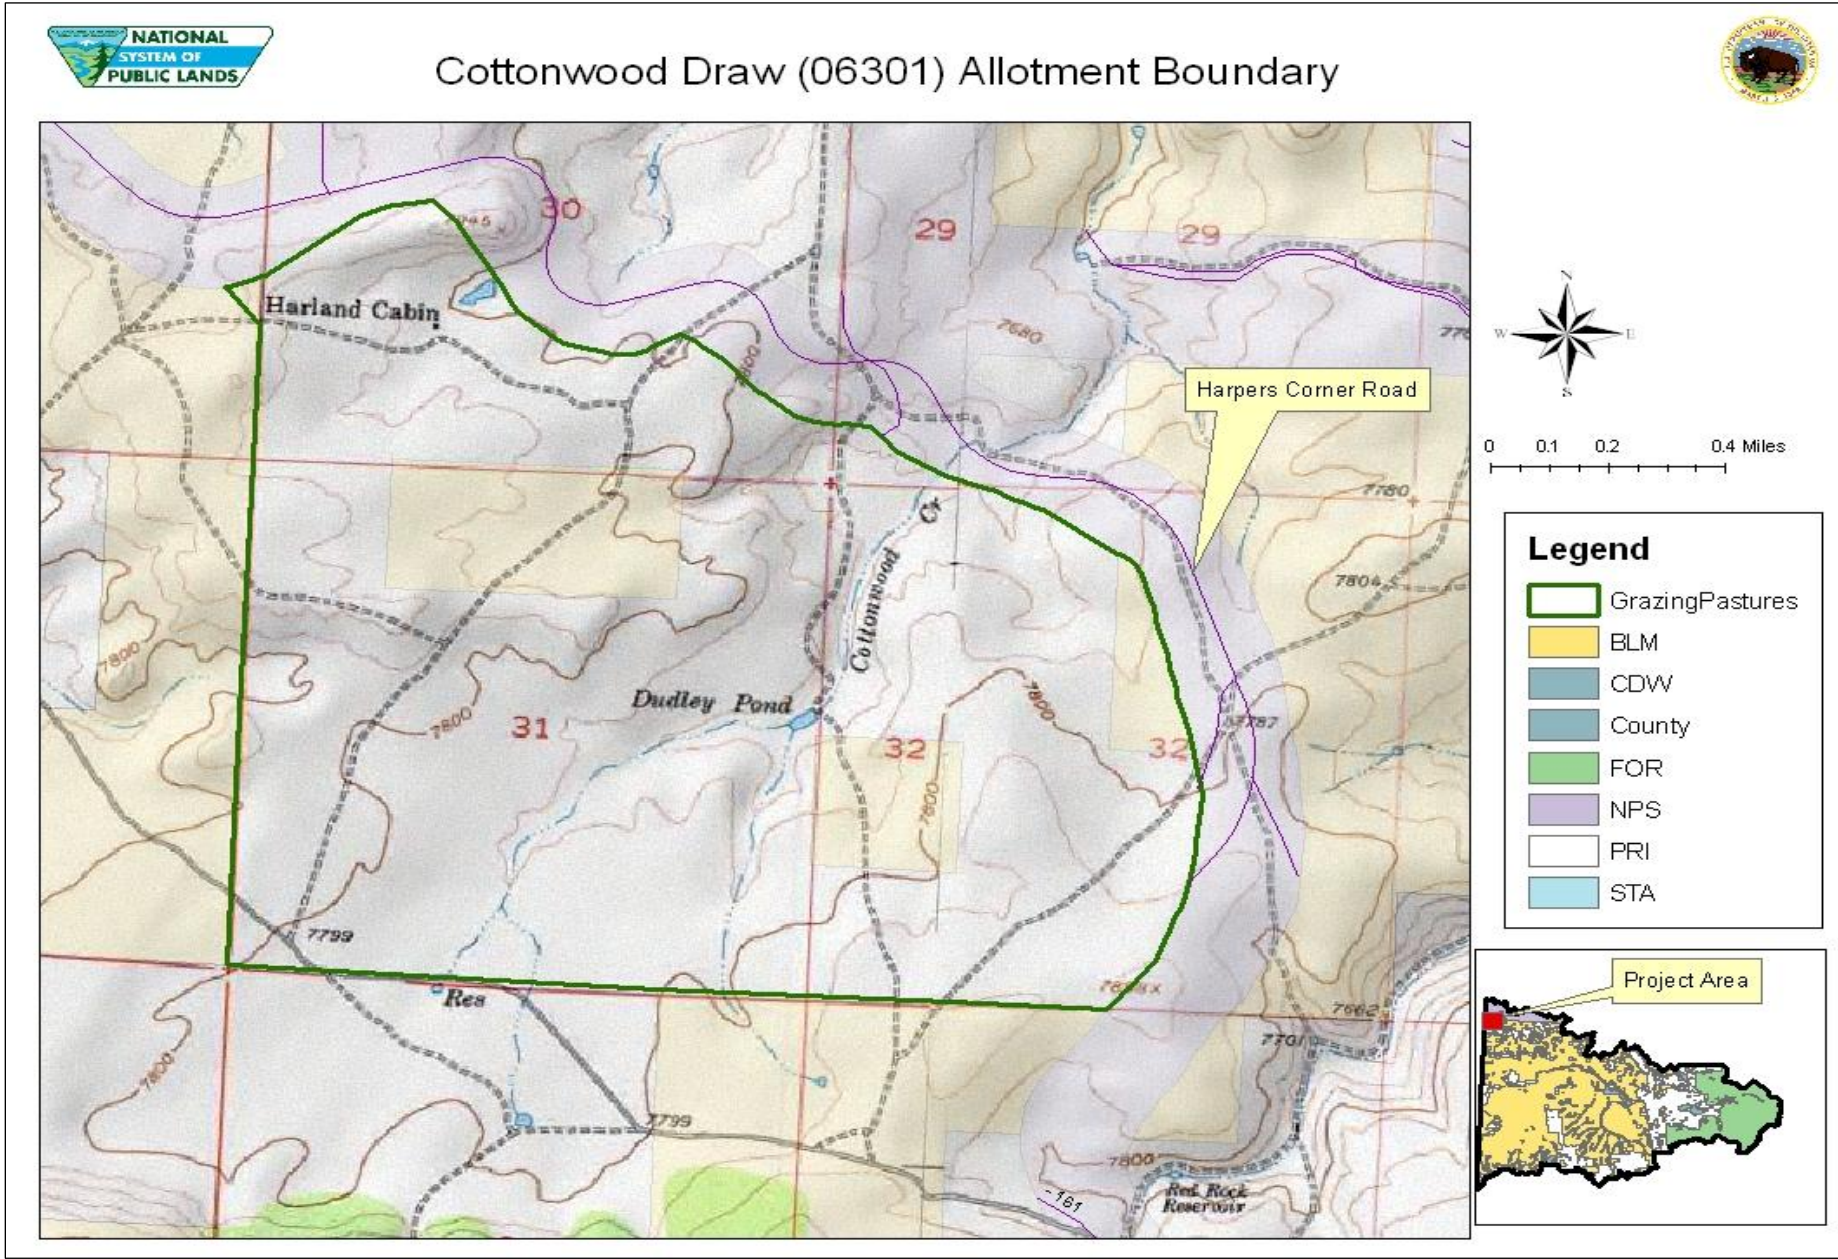 NATIONAL
SYSTEM OF
PUBLIC LANDS
Cottonwood Draw (06301) Allotment Boundary
30
29
29
Harland Cabin
7680
Harpers Corner Road
N
W
E
S
0 0.1 0.2 0.4 Miles
7800
7780
Cr
Cottonwood
7804
7800
Dudley Pond
7800
7800
31
32
32
7787
7800
7799
Res
7662
7701
7800
7799
7800
-161
Red Rock
Reservoir
Legend
GrazingPastures
BLM
CDW
County
FOR
NPS
PRI
STA
Project Area